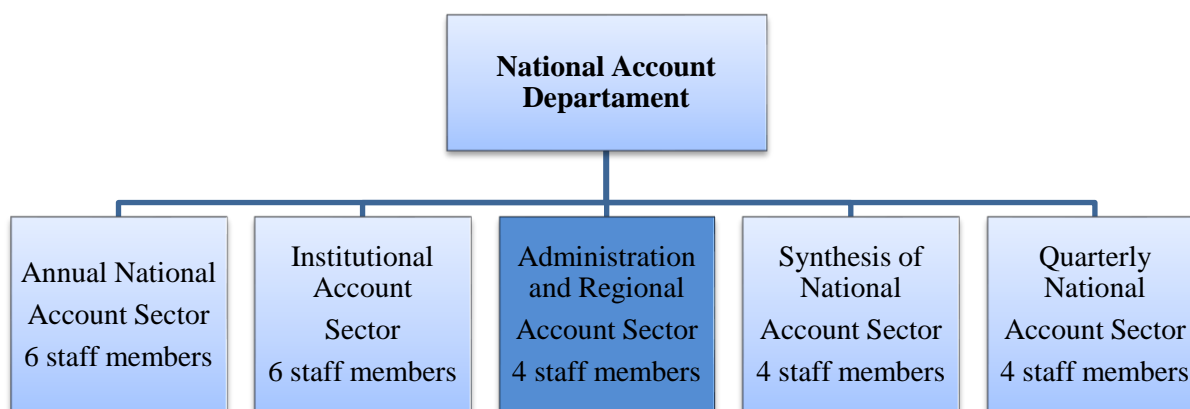 National Account
Departament
Annual National
Account Sector
6 staff members
Institutional
Account
Sector
6 staff members
Administration
and Regional
Account Sector
4 staff members
Synthesis of
National
Account Sector
4 staff members
Quarterly
National
Account Sector
4 staff members